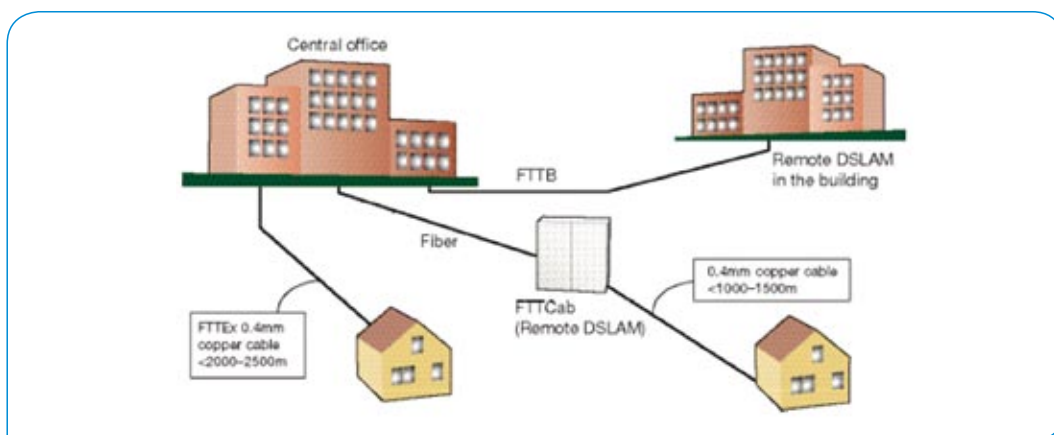 Central office
Remote DSLAM
in the building
FTTB
Fiber
0.4mm copper cable
<1000–1500m
FTTCab
(Remote DSLAM)
FTTEx 0.4mm
copper cable
<2000–2500m